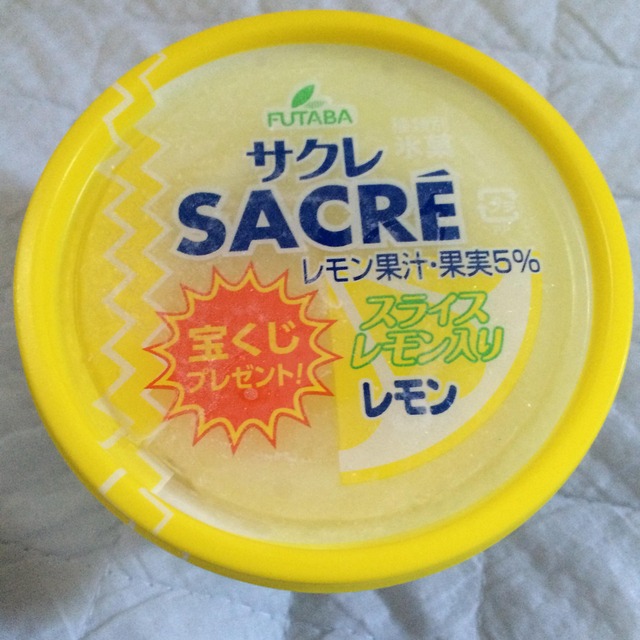 FUTABA
サクレ
SACRÉ
氷菓
レモン果汁・果実5%
宝くじ
プレゼント!
スライス
レモン入り
レモン